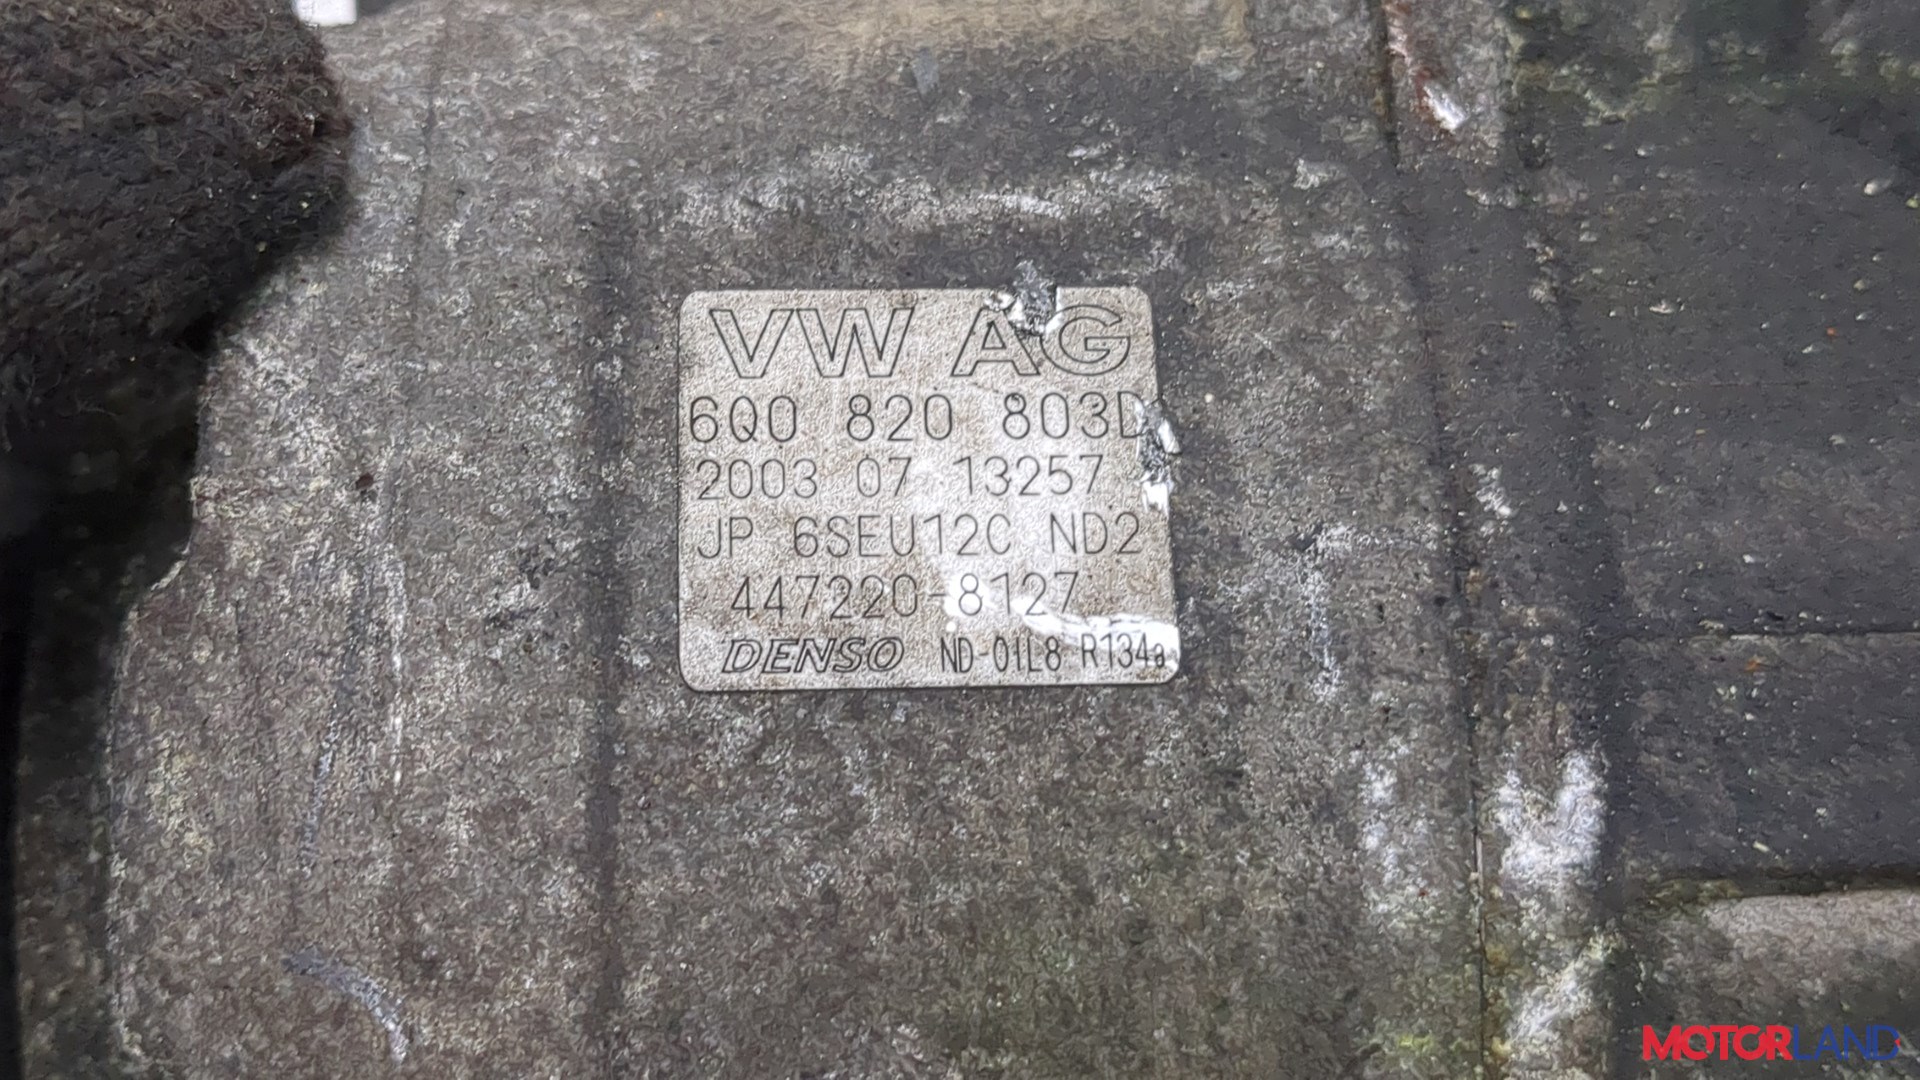 VW AG
6Q0 820 803D
2003 07 13257
JP 6SEU12C ND2
447220-8127
DENSO ND-OIL8 R134a
MOTORLAND